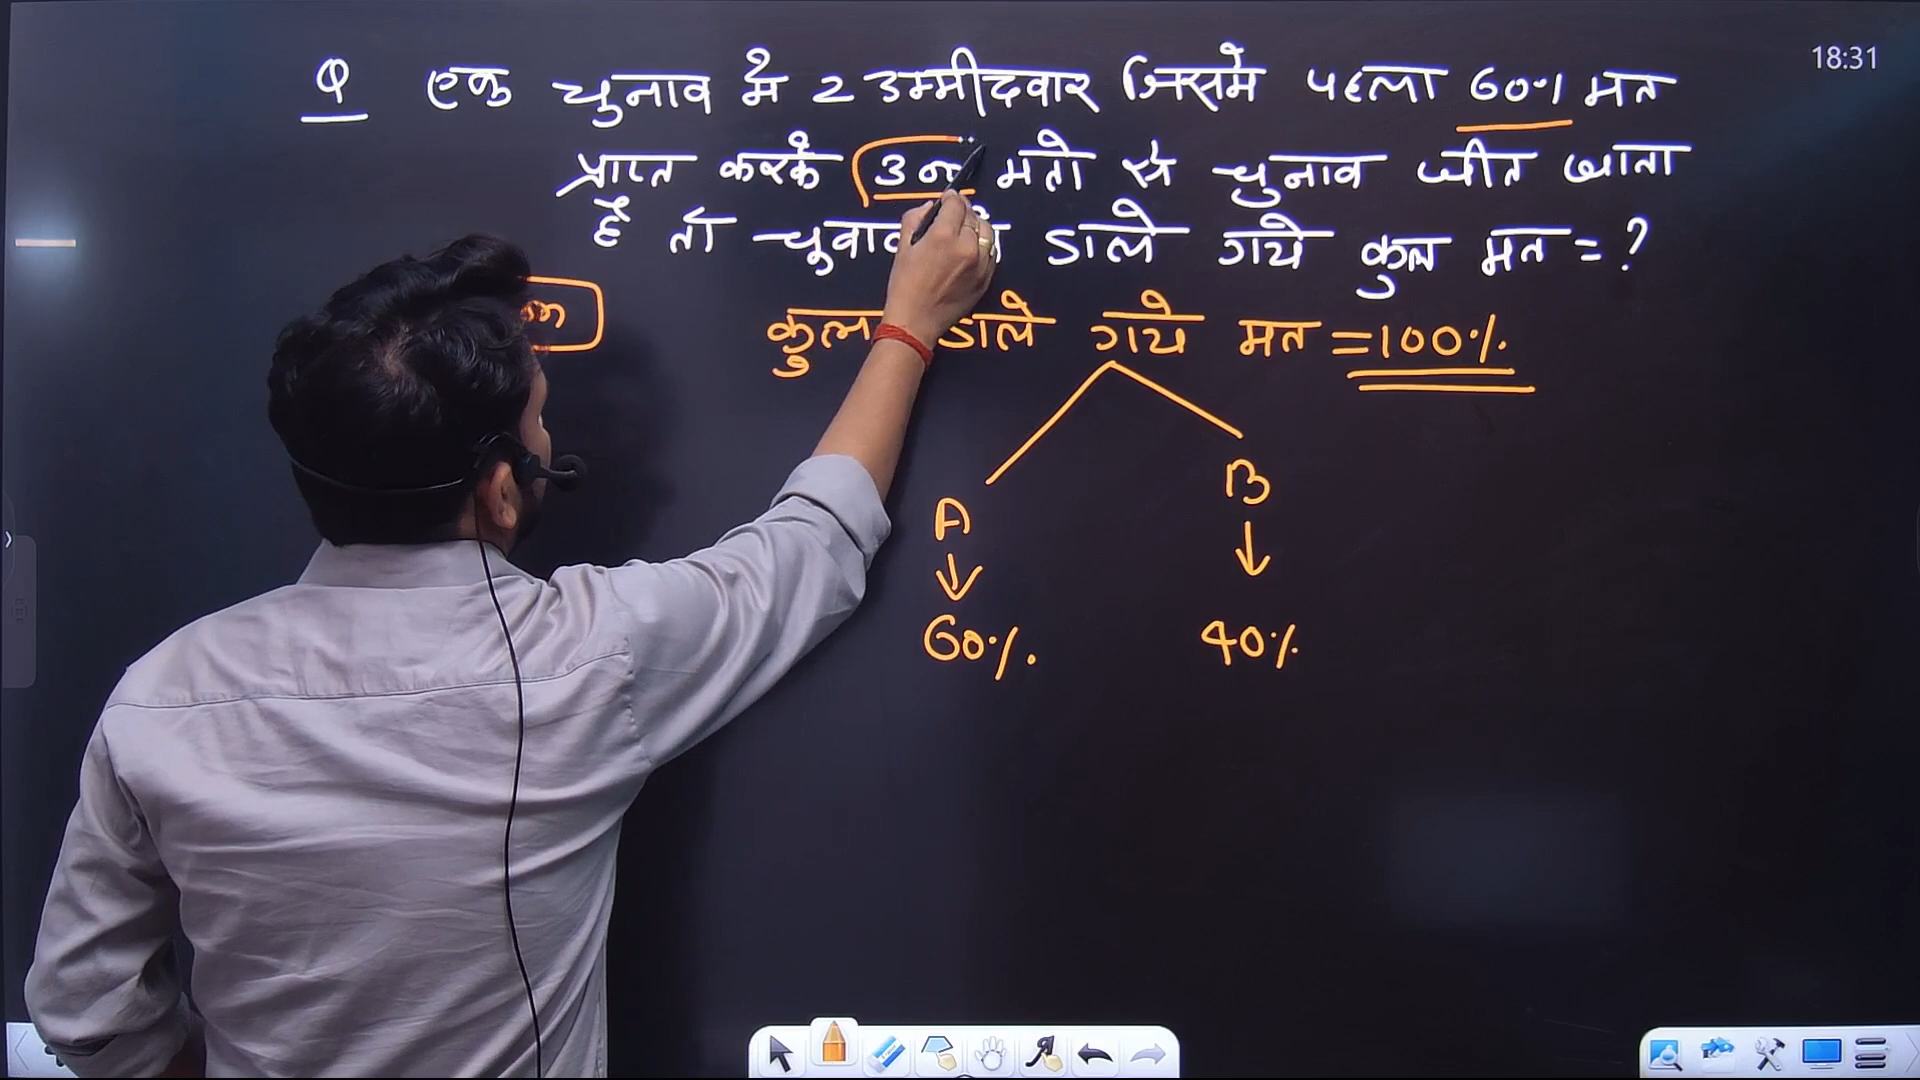 18:31
Q एक चुनाव मे 2 उम्मीदवार जिसमे पहला 60% मत
प्राप्त करके मतो से चुनाव जीत जाता
है तो डाले गये कुल मत = ?
कुल डाले गये मत = 100%
A B
60% 40%